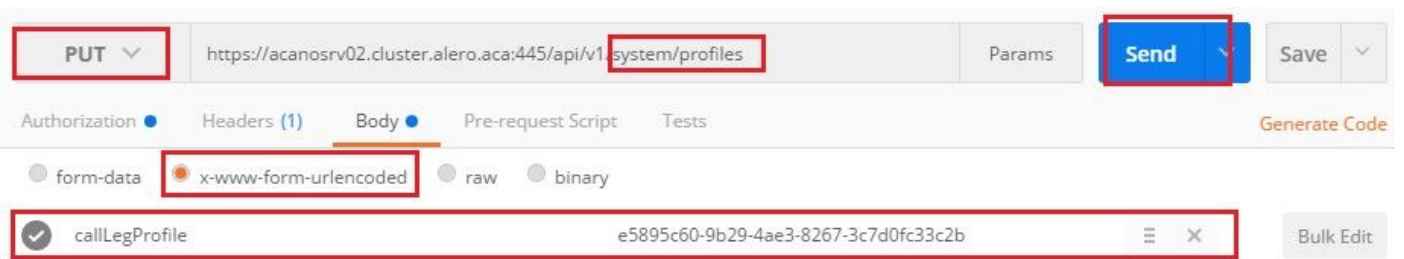 PUT https://acanosrv02.cluster.alero.aca:445/api/v1/system/profiles Params Send Save
Authorization Headers (1) Body Pre-request Script Tests Generate Code
form-data x-www-form-urlencoded raw binary
callLegProfile e5895c60-9b29-4ae3-8267-3c7d0fc33c2b Bulk Edit